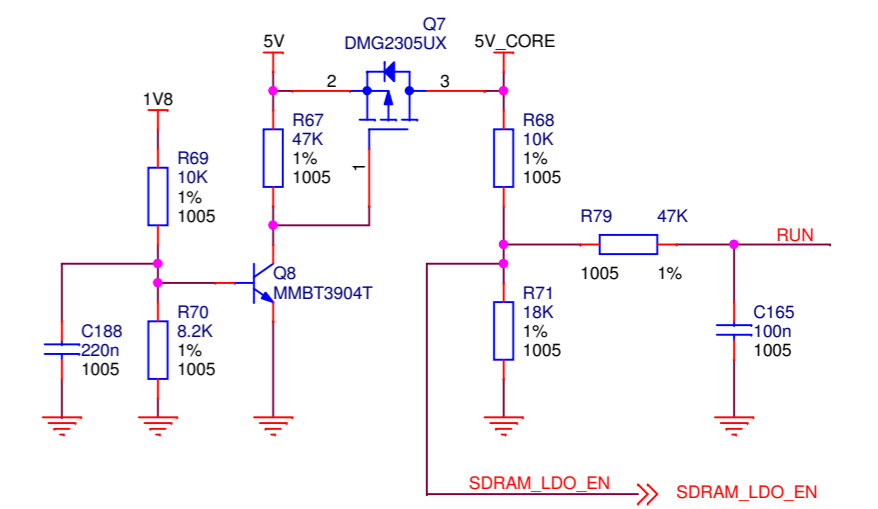 Q7
DMG2305UX
5V
5V_CORE
2
3
1
1V8
R67
47K
1%
1005
R68
10K
1%
1005
R69
10K
1%
1005
R79
47K
1005
1%
RUN
Q8
MMBT3904T
R70
8.2K
1%
1005
C188
220n
1005
R71
18K
1%
1005
C165
100n
1005
SDRAM_LDO_EN
SDRAM_LDO_EN